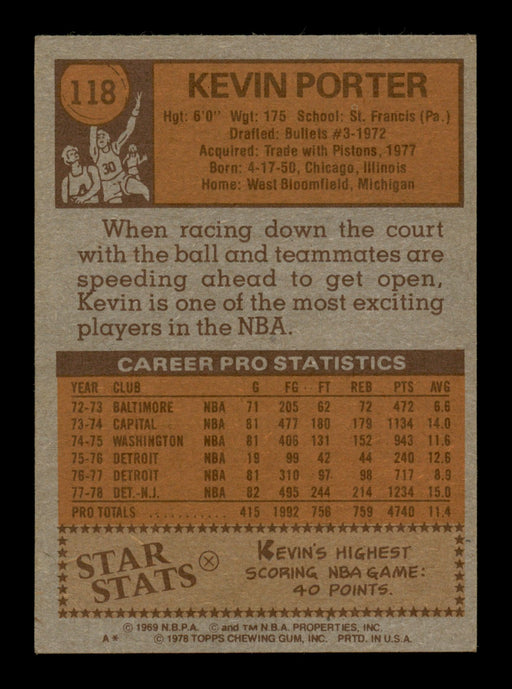 118
KEVIN PORTER
Hgt: 6'0" Wgt: 175 School: St. Francis (Pa.)
Drafted: Bullets #3-1972
Acquired: Trade with Pistons, 1977
Born: 4-17-50, Chicago, Illinois
Home: West Bloomfield, Michigan
30
When racing down the court
with the ball and teammates are
speeding ahead to get open,
Kevin is one of the most exciting
players in the NBA.
CAREER PRO STATISTICS
YEAR CLUB G FG FT REB PTS AVG
72-73 BALTIMORE NBA 71 205 62 72 472 6.6
73-74 CAPITAL NBA 81 477 180 179 1134 14.0
74-75 WASHINGTON NBA 81 406 131 152 943 11.6
75-76 DETROIT NBA 19 99 42 44 240 12.6
76-77 DETROIT NBA 81 310 97 98 717 8.9
77-78 DET.-N.J. NBA 82 495 244 214 1234 15.0
PRO TOTALS .......... 415 1992 756 759 4740 11.4
STAR
STATS
KEVIN'S HIGHEST
SCORING NBA GAME:
40 POINTS.
© 1969 N.B.P.A. © and TM N.B.A. PROPERTIES, INC.
A* © 1978 TOPPS CHEWING GUM, INC. PRTD. IN U.S.A.